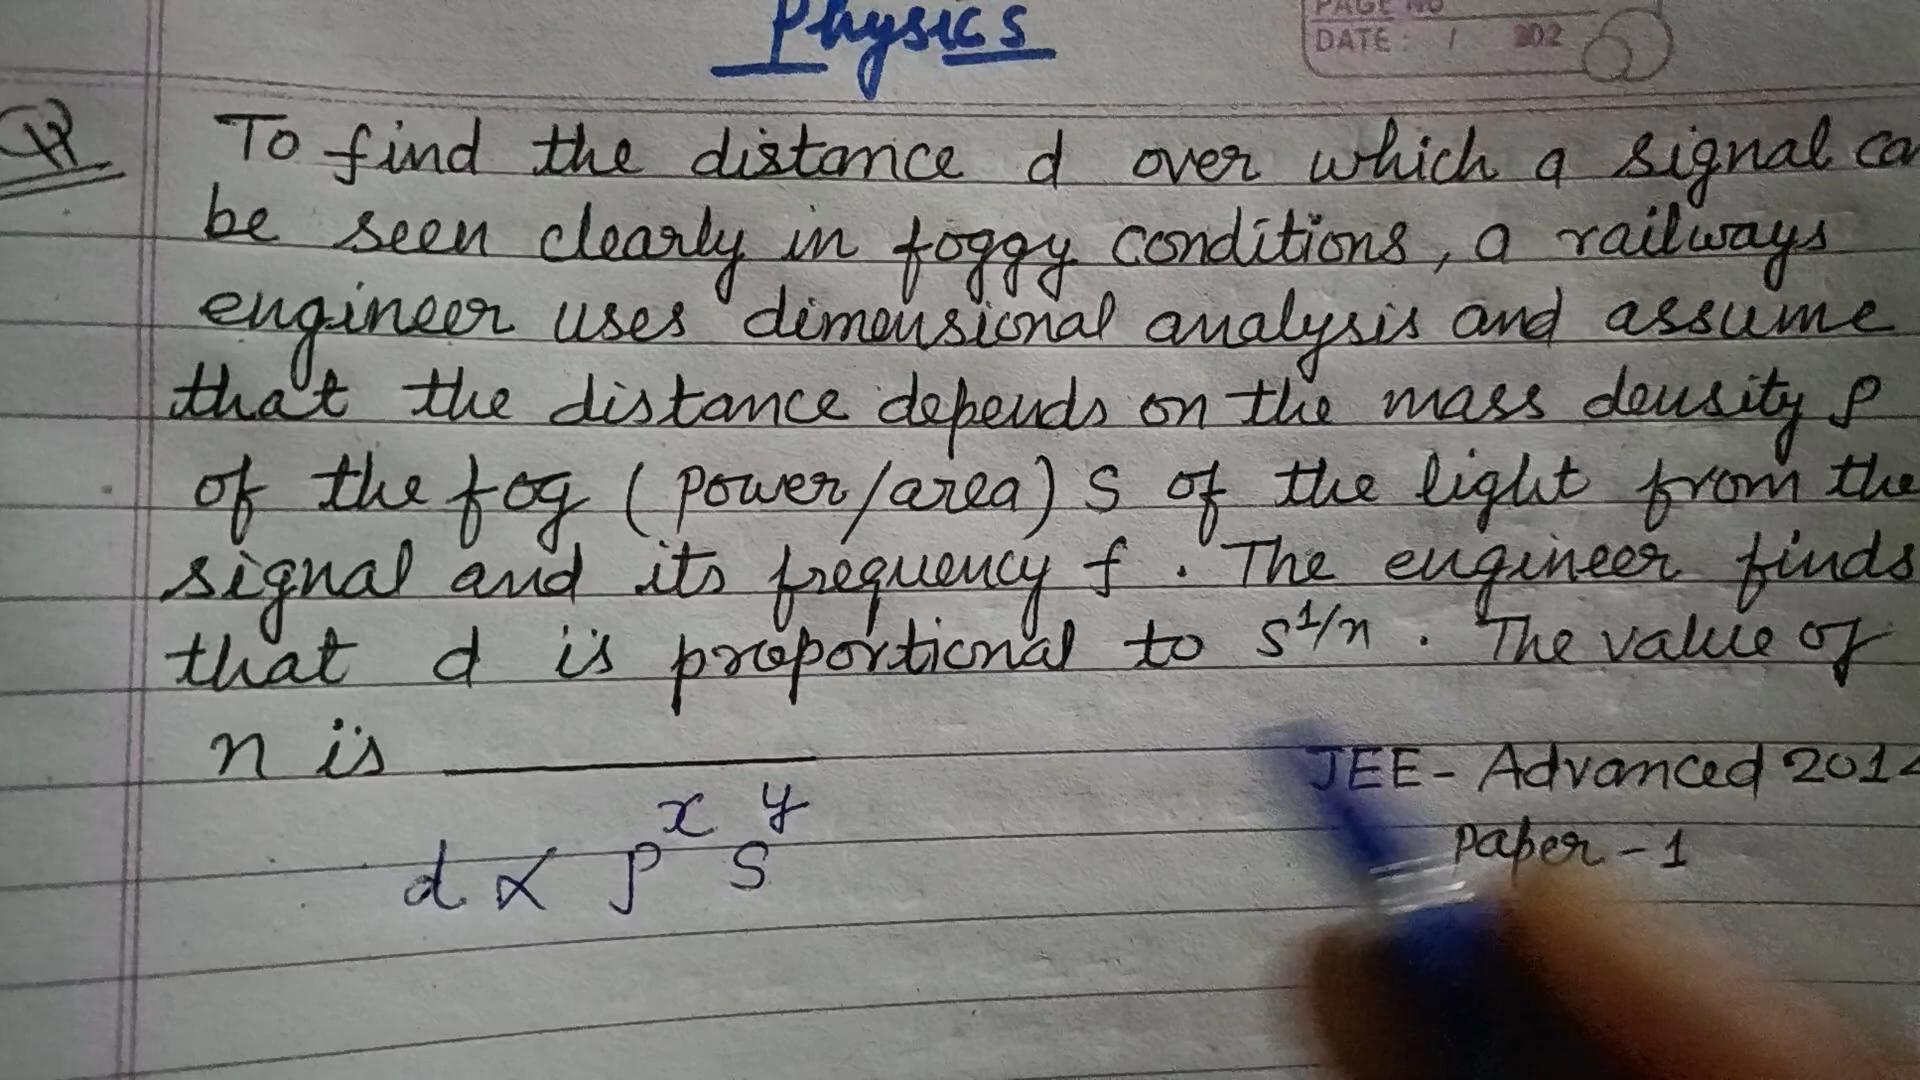 Physics
PAGE NO
DATE: / 202
Q
To find the distance d over which a signal
be seen clearly in foggy conditions, a railways
engineer uses dimensional analysis and assume
that the distance depends on the mass density ρ
of the fog (power/area) S of the light from the
signal and its frequency f. The engineer finds
that d is proportional to S^1/n. The value of
n is ________
JEE- Advanced
Paper-1
d ∝ ρ^x S^y